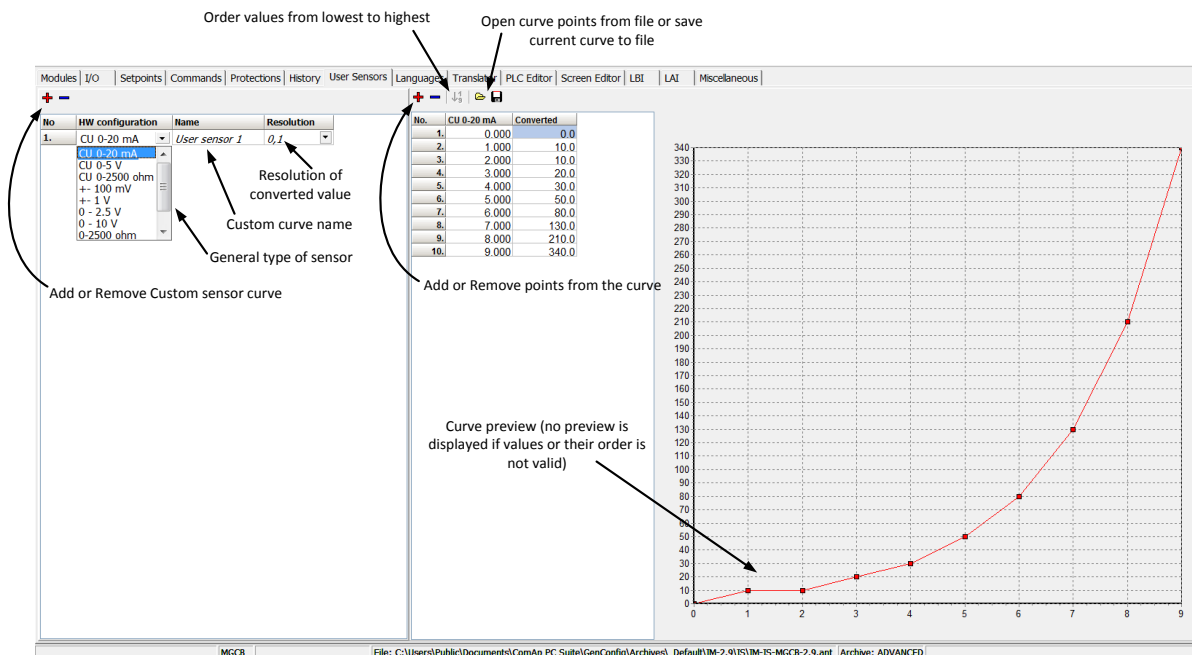 Order values from lowest to highest
Open curve points from file or save
current curve to file
Modules I/O Setpoints Commands Protections History User Sensors Languages Translator PLC Editor Screen Editor LBI LAI Miscellaneous
No HW configuration Name Resolution
1. CU 0-20 mA User sensor 1 0,1
CU 0-20 mA
CU 0-5 V
CU 0-2500 ohm
+- 100 mV
+- 1 V
0 - 2.5 V
0 - 10 V
0-2500 ohm
Resolution of
converted value
Custom curve name
General type of sensor
Add or Remove Custom sensor curve
No. CU 0-20 mA Converted
1. 0.000 0.0
2. 1.000 10.0
3. 2.000 10.0
4. 3.000 20.0
5. 4.000 30.0
6. 5.000 50.0
7. 6.000 80.0
8. 7.000 130.0
9. 8.000 210.0
10. 9.000 340.0
Add or Remove points from the curve
Curve preview (no preview is
displayed if values or their order is
not valid)
340
330
320
310
300
290
280
270
260
250
240
230
220
210
200
190
180
170
160
150
140
130
120
110
100
90
80
70
60
50
40
30
20
10
0
0 1 2 3 4 5 6 7 8 9
MGCB File: C:\Users\Public\Documents\ComAp PC Suite\GenConfig\Archives\_Default\IM-2.9\IS\IM-IS-MGCB-2.9.ant Archive: ADVANCED